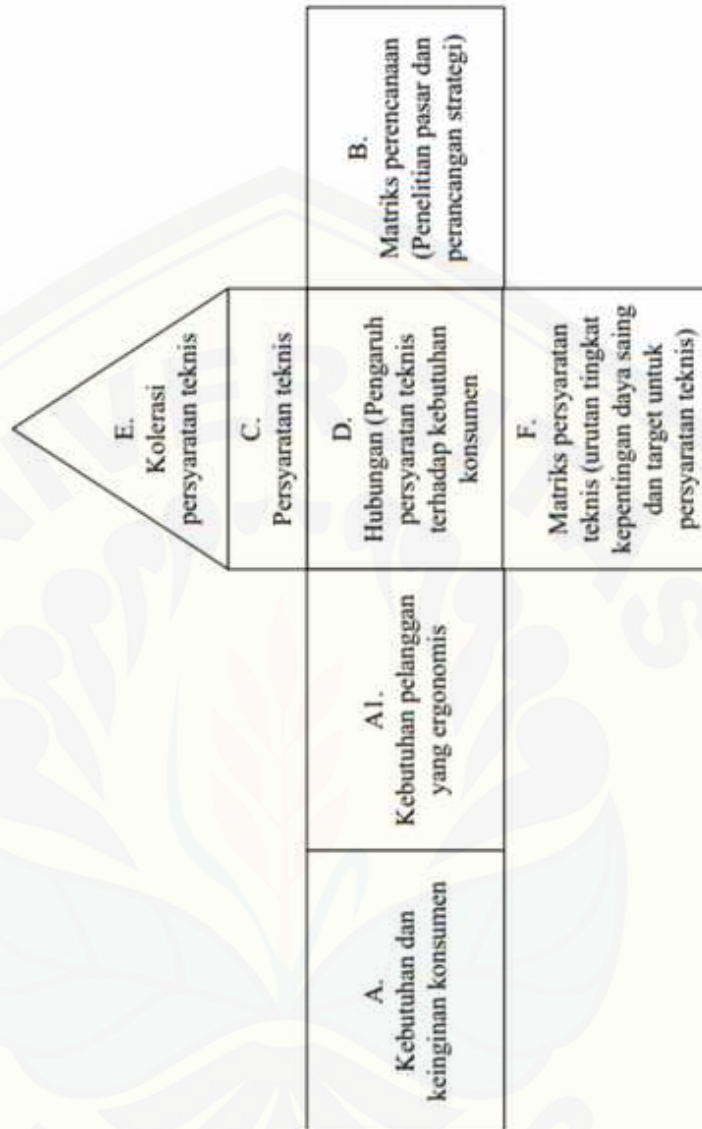 E.
Kolerasi
persyaratan teknis
C.
Persyaratan teknis
A.
Kebutuhan dan
keinginan konsumen
A1.
Kebutuhan pelanggan
yang ergonomis
D.
Hubungan (Pengaruh
persyaratan teknis
terhadap kebutuhan
konsumen
B.
Matriks perencanaan
(Penelitian pasar dan
perancangan strategi)
F.
Matriks persyaratan
teknis (urutan tingkat
kepentingan daya saing
dan target untuk
persyaratan teknis)